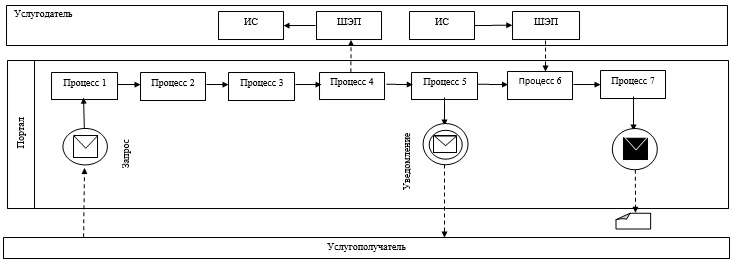 Услугодатель
ИС
ШЭП
ИС
ШЭП
Портал
Процесс 1
Процесс 2
Процесс 3
Процесс 4
Процесс 5
Процесс 6
Процесс 7
Запрос
Уведомление
Услугополучатель